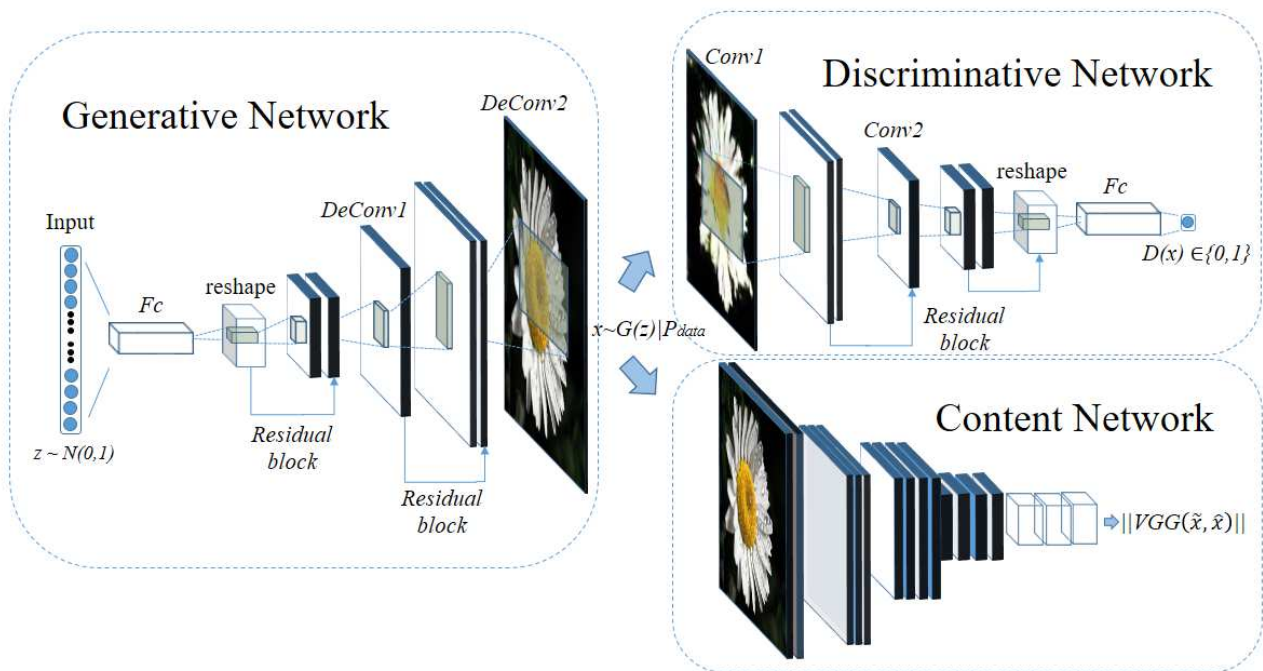 Generative Network
Input
Fc
reshape
DeConv1
DeConv2
z ~ N(0,1)
Residual
block
Residual
block
x~G(z)|Pdata
Discriminative Network
Conv1
Conv2
reshape
Fc
D(x) ∈{0,1}
Residual
block
Content Network
||VGG(x̃, x̂)||